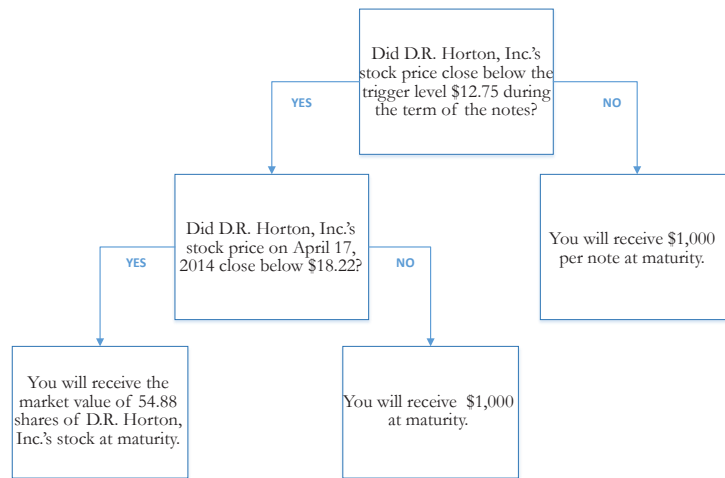 Did D.R. Horton, Inc.'s
stock price close below the
trigger level $12.75 during
the term of the notes?
YES
NO
Did D.R. Horton, Inc.'s
stock price on April 17,
2014 close below $18.22?
You will receive $1,000
per note at maturity.
YES
NO
You will receive the
market value of 54.88
shares of D.R. Horton,
Inc.'s stock at maturity.
You will receive $1,000
at maturity.